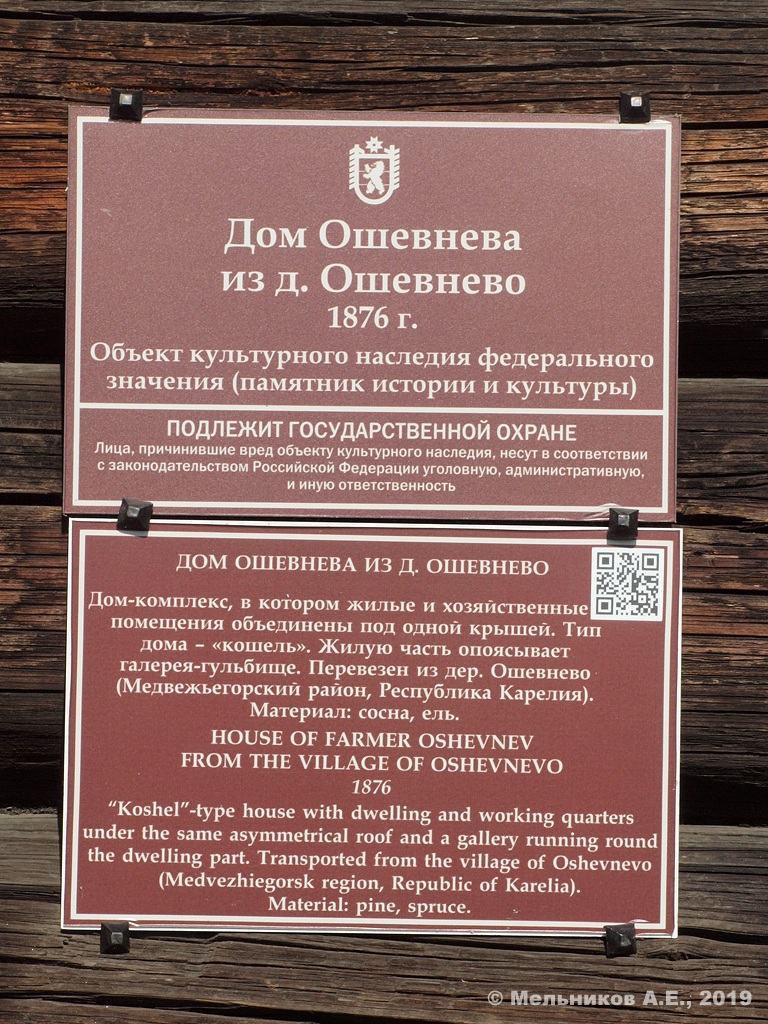 Дом Ошевнева
из д. Ошевнево
1876 г.
Объект культурного наследия федерального
значения (памятник истории и культуры)
ПОДЛЕЖИТ ГОСУДАРСТВЕННОЙ ОХРАНЕ
Лица, причинившие вред объекту культурного наследия, несут в соответствии
с законодательством Российской Федерации уголовную, административную,
и иную ответственность
ДОМ ОШЕВНЕВА ИЗ Д. ОШЕВНЕВО
Дом-комплекс, в котором жилые и хозяйственные
помещения объединены под одной крышей. Тип
дома – «кошель». Жилую часть опоясывает
галерея-гульбище. Перевезен из дер. Ошевнево
(Медвежьегорский район, Республика Карелия).
Материал: сосна, ель.
HOUSE OF FARMER OSHEVNEV
FROM THE VILLAGE OF OSHEVNEVO
1876
“Koshel”-type house with dwelling and working quarters
under the same asymmetrical roof and a gallery running round
the dwelling part. Transported from the village of Oshevnevo
(Medvezhiegorsk region, Republic of Karelia).
Material: pine, spruce.
© Мельников А.Е., 2019